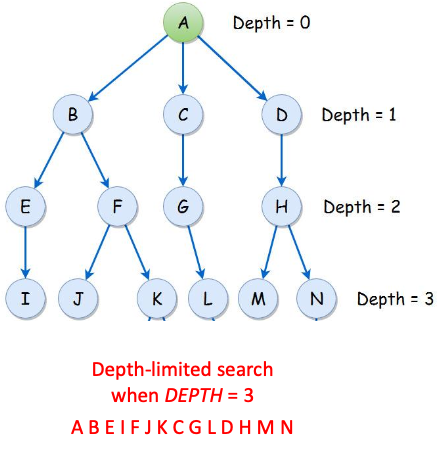 A Depth = 0
B C D Depth = 1
E F G H Depth = 2
I J K L M N Depth = 3
Depth-limited search
when DEPTH = 3
A B E I F J K C G L D H M N